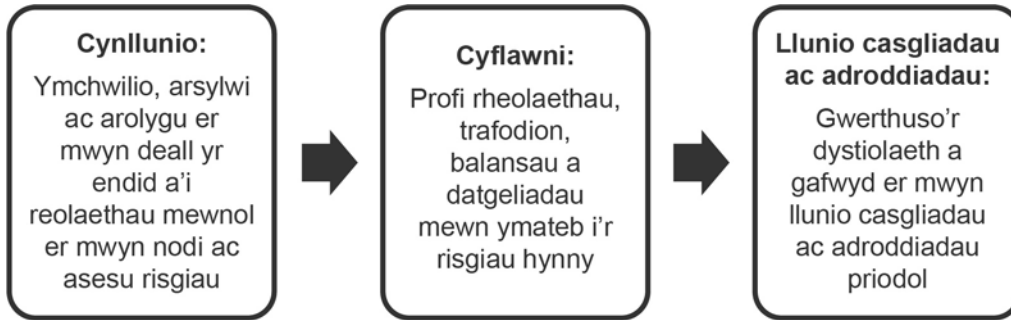 Cynllunio:
Ymchwilio, arsylwi
ac arolygu er
mwyn deall yr
endid a'i
reolaethau mewnol
er mwyn nodi ac
asesu risgiau
Cyflawni:
Profi rheolaethau,
trafodion,
balansau a
datgeliadau
mewn ymateb i'r
risgiau hynny
Llunio casgliadau
ac adroddiadau:
Gwerthuso'r
dystiolaeth a
gafwyd er mwyn
llunio casgliadau
ac adroddiadau
priodol